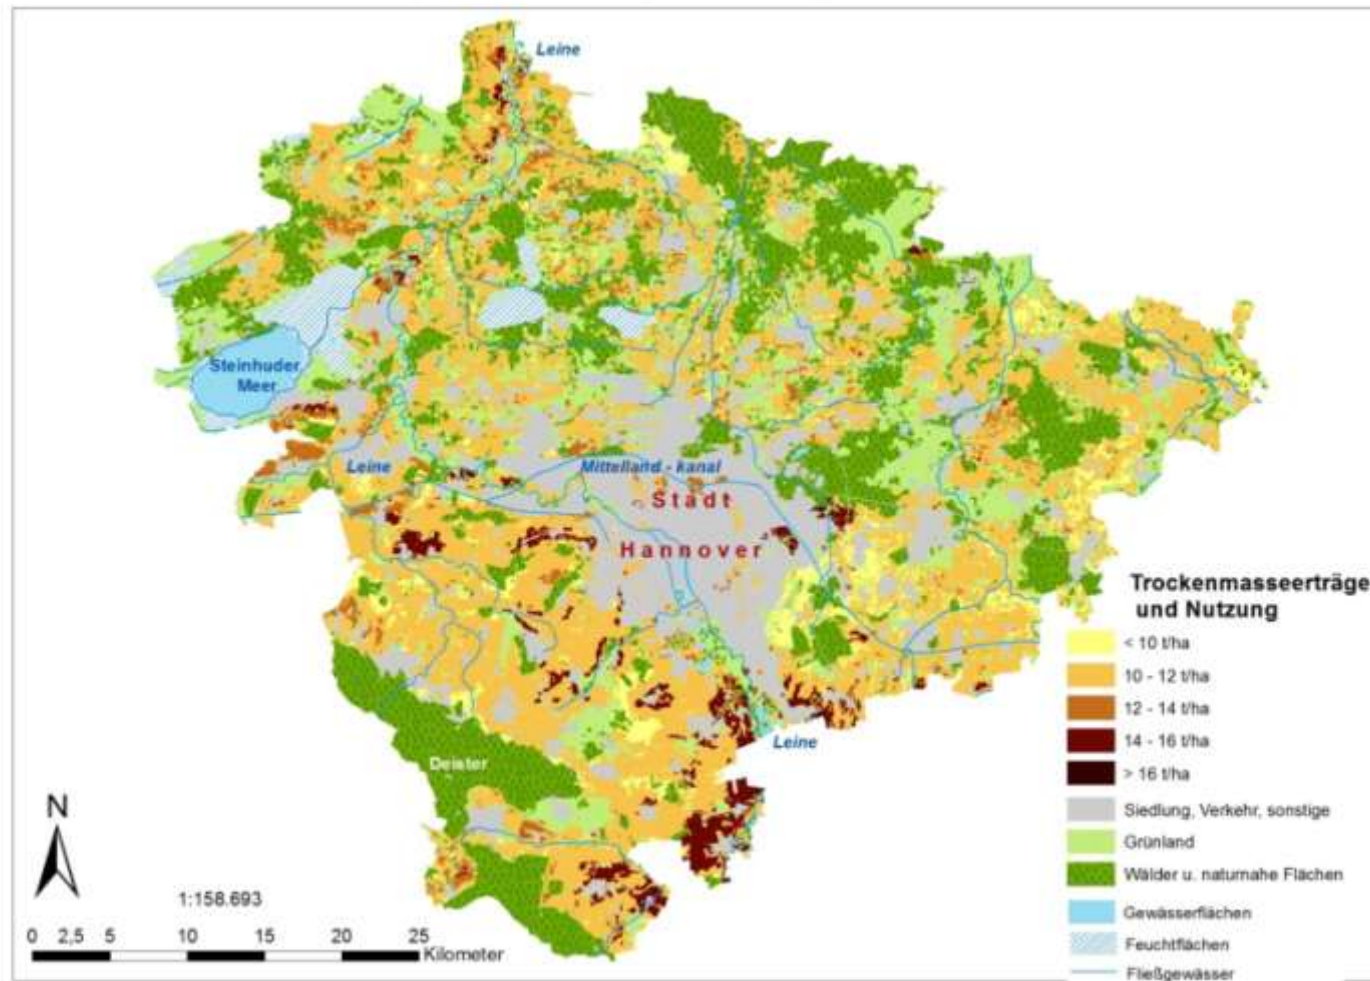 Leine
Steinhuder
Meer
Leine
Mittelland - kanal
Stadt
Hannover
Leine
Deister
N
1:158.693
0 2,5 5 10 15 20 25
Kilometer
Trockenmasseerträge
und Nutzung
< 10 t/ha
10 - 12 t/ha
12 - 14 t/ha
14 - 16 t/ha
> 16 t/ha
Siedlung, Verkehr, sonstige
Grünland
Wälder u. naturnahe Flächen
Gewässerflächen
Feuchtflächen
Fließgewässer